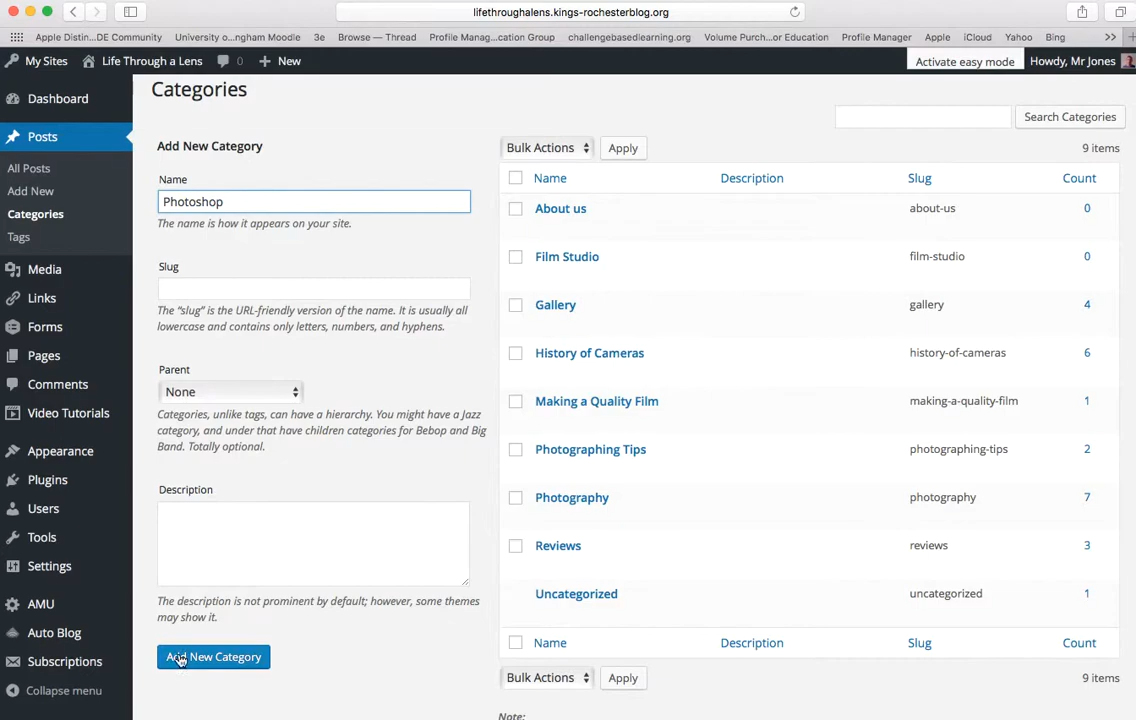 lifethroughalens.kings-rochesterblog.org
Apple Distin...DE Community University o...ngham Moodle 3e Browse — Thread Profile Manag...cation Group challengebasedlearning.org Volume Purch...or Education Profile Manager Apple iCloud Yahoo Bing
My Sites Life Through a Lens 0 + New Activate easy mode Howdy, Mr Jones
Dashboard
Posts
All Posts
Add New
Categories
Tags
Media
Links
Forms
Pages
Comments
Video Tutorials
Appearance
Plugins
Users
Tools
Settings
AMU
Auto Blog
Subscriptions
Collapse menu
Categories
Search Categories
Add New Category
Name
Photoshop
The name is how it appears on your site.
Slug
The “slug” is the URL-friendly version of the name. It is usually all
lowercase and contains only letters, numbers, and hyphens.
Parent
None
Categories, unlike tags, can have a hierarchy. You might have a Jazz
category, and under that have children categories for Bebop and Big
Band. Totally optional.
Description
The description is not prominent by default; however, some themes
may show it.
Add New Category
Bulk Actions Apply 9 items
Name Description Slug Count
About us about-us 0
Film Studio film-studio 0
Gallery gallery 4
History of Cameras history-of-cameras 6
Making a Quality Film making-a-quality-film 1
Photographing Tips photographing-tips 2
Photography photography 7
Reviews reviews 3
Uncategorized uncategorized 1
Name Description Slug Count
Bulk Actions Apply 9 items
Note: